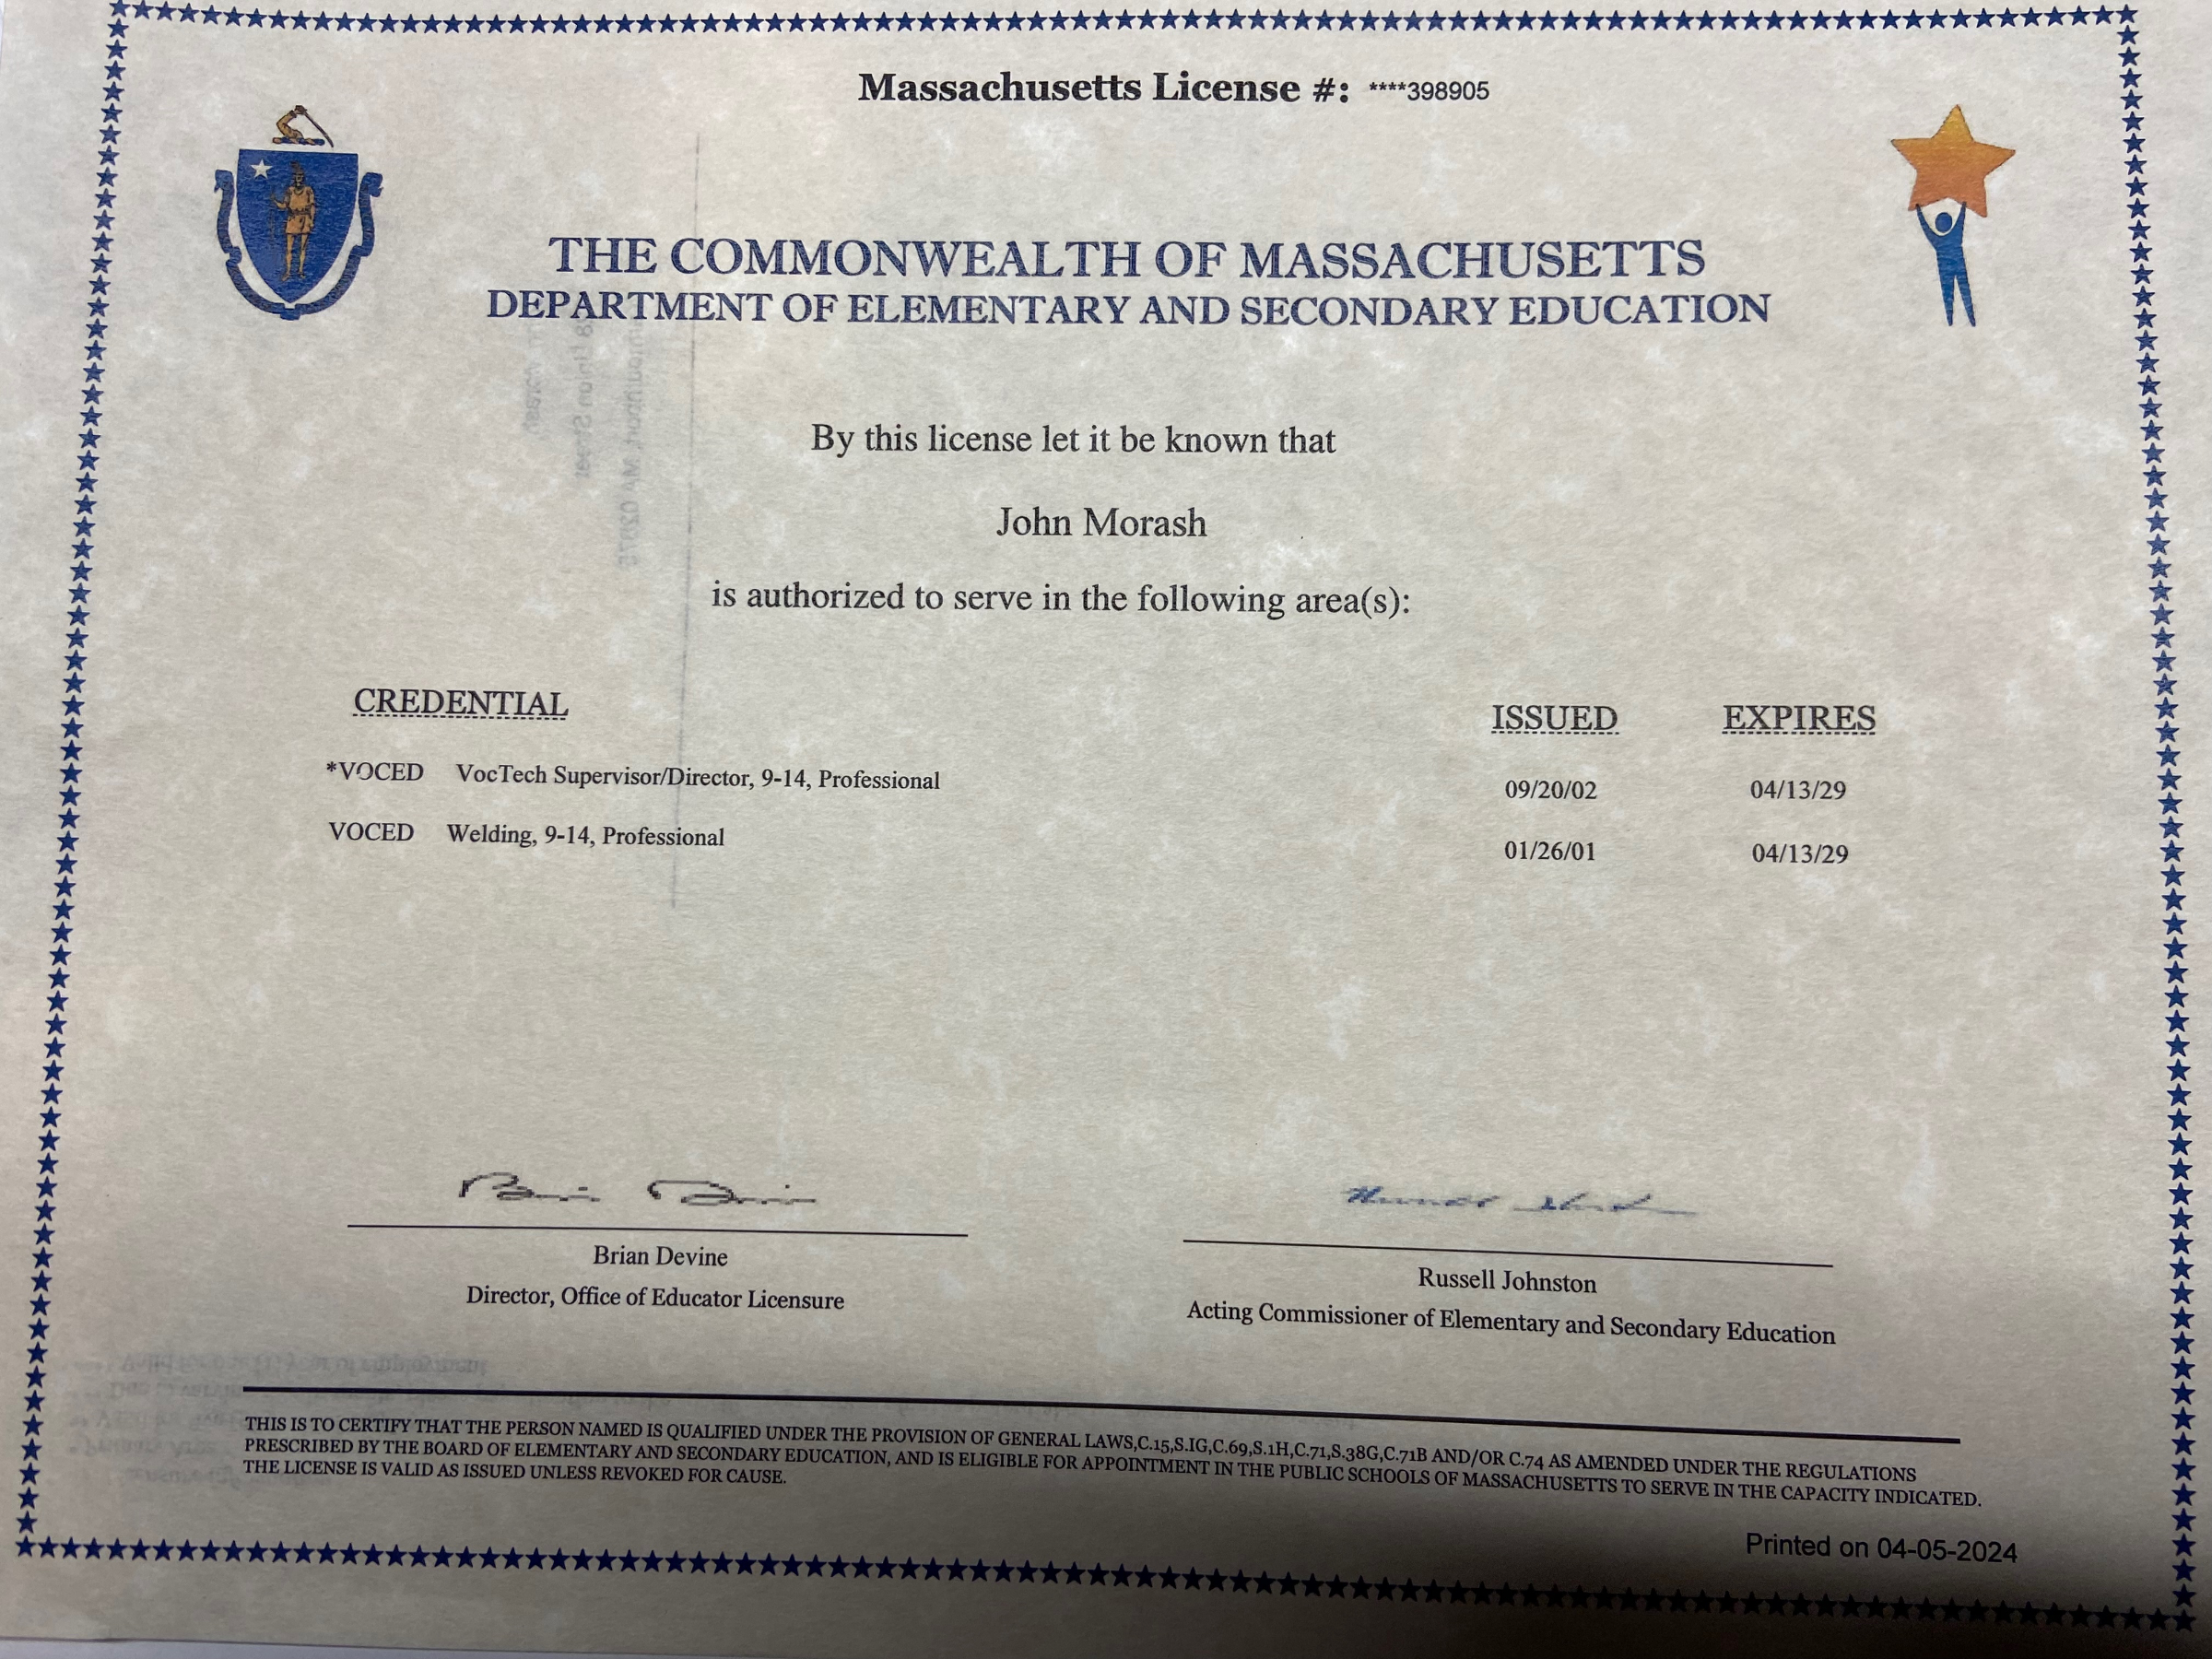 Massachusetts License #: ****398905
THE COMMONWEALTH OF MASSACHUSETTS
DEPARTMENT OF ELEMENTARY AND SECONDARY EDUCATION
By this license let it be known that
John Morash
is authorized to serve in the following area(s):
CREDENTIAL ISSUED EXPIRES
*VOCED VocTech Supervisor/Director, 9-14, Professional 09/20/02 04/13/29
VOCED Welding, 9-14, Professional 01/26/01 04/13/29
Brian Devine
Director, Office of Educator Licensure
Russell Johnston
Acting Commissioner of Elementary and Secondary Education
THIS IS TO CERTIFY THAT THE PERSON NAMED IS QUALIFIED UNDER THE PROVISION OF GENERAL LAWS,C.15,S.IG,C.69,S.1H,C.71,S.38G,C.71B AND/OR C.74 AS AMENDED UNDER THE REGULATIONS
PRESCRIBED BY THE BOARD OF ELEMENTARY AND SECONDARY EDUCATION, AND IS ELIGIBLE FOR APPOINTMENT IN THE PUBLIC SCHOOLS OF MASSACHUSETTS TO SERVE IN THE CAPACITY INDICATED.
THE LICENSE IS VALID AS ISSUED UNLESS REVOKED FOR CAUSE.
Printed on 04-05-2024